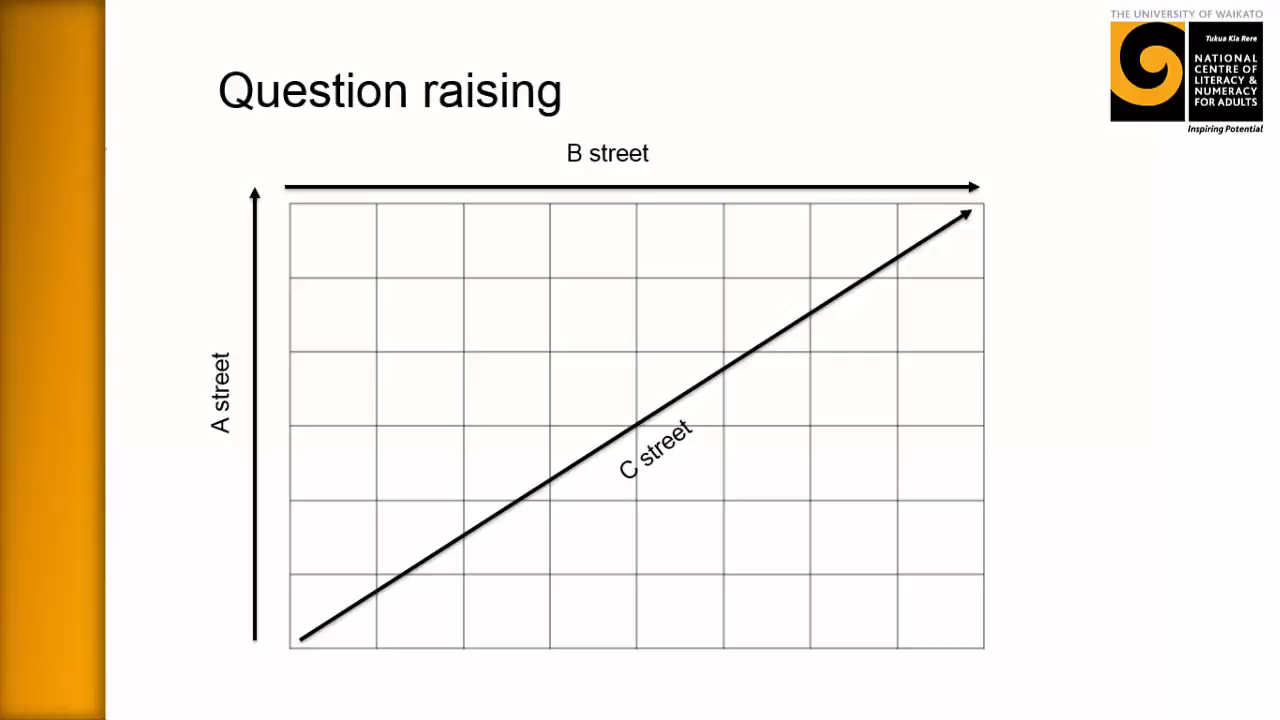 THE UNIVERSITY OF WAIKATO
Tukua Kia Rere
NATIONAL
CENTRE OF
LITERACY &
NUMERACY
FOR ADULTS
Inspiring Potential
Question raising
B street
A street
C street